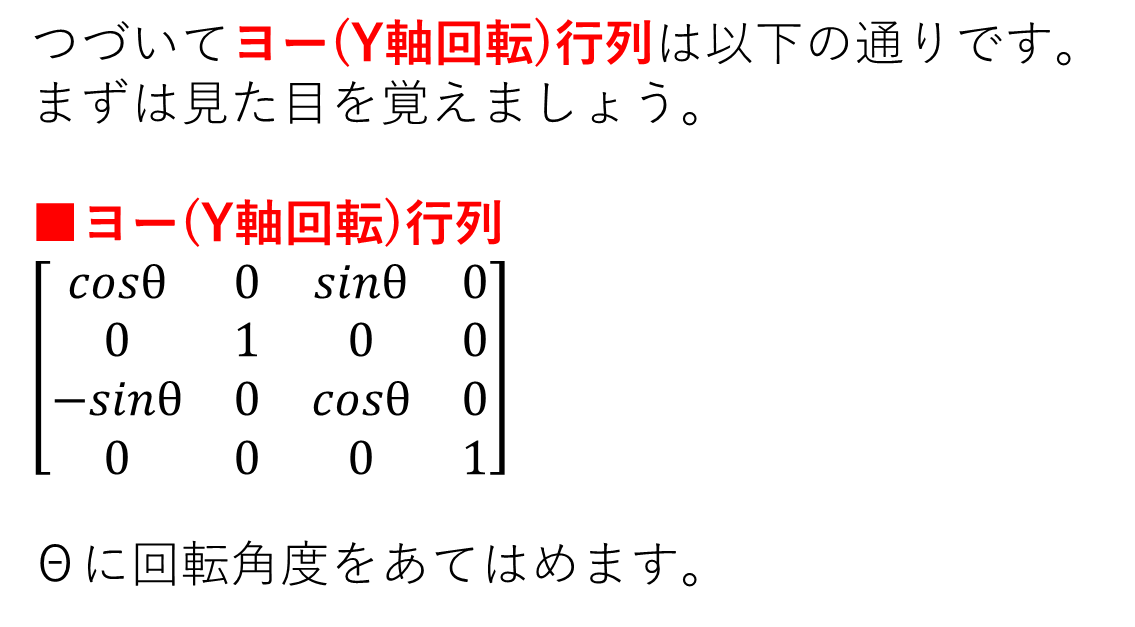 つづいてヨー(Y軸回転)行列は以下の通りです。
まずは見た目を覚えましょう。
■ヨー(Y軸回転)行列
cosθ 0 sinθ 0
0 1 0 0
−sinθ 0 cosθ 0
0 0 0 1
Θに回転角度をあてはめます。